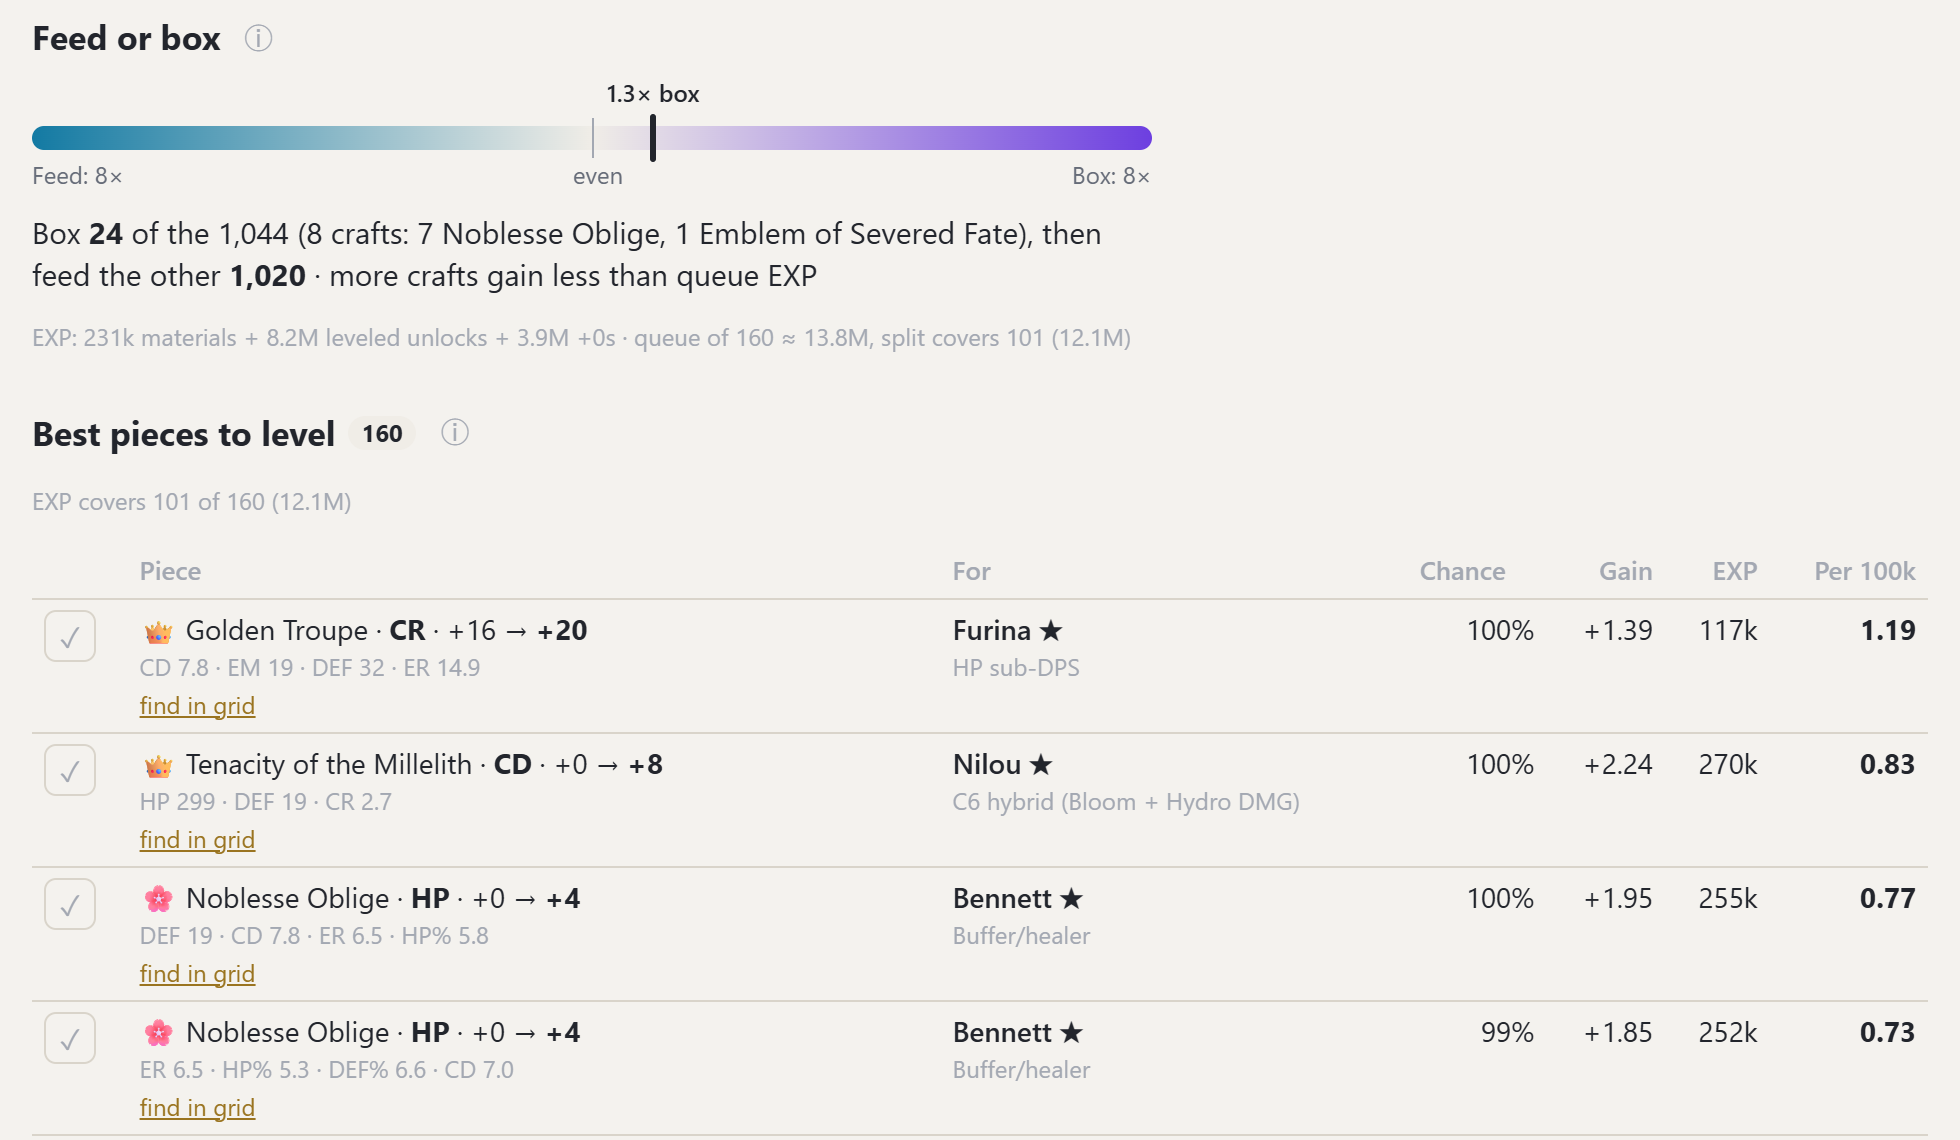 Feed or box ⓘ
1.3× box
Feed: 8× even Box: 8×
Box 24 of the 1,044 (8 crafts: 7 Noblesse Oblige, 1 Emblem of Severed Fate), then
feed the other 1,020 · more crafts gain less than queue EXP
EXP: 231k materials + 8.2M leveled unlocks + 3.9M +0s · queue of 160 ≈ 13.8M, split covers 101 (12.1M)
Best pieces to level 160 ⓘ
EXP covers 101 of 160 (12.1M)
Piece For Chance Gain EXP Per 100k
✓ Golden Troupe · CR · +16 → +20 Furina ★ 100% +1.39 117k 1.19
CD 7.8 · EM 19 · DEF 32 · ER 14.9 HP sub-DPS
find in grid
✓ Tenacity of the Millelith · CD · +0 → +8 Nilou ★ 100% +2.24 270k 0.83
HP 299 · DEF 19 · CR 2.7 C6 hybrid (Bloom + Hydro DMG)
find in grid
✓ Noblesse Oblige · HP · +0 → +4 Bennett ★ 100% +1.95 255k 0.77
DEF 19 · CD 7.8 · ER 6.5 · HP% 5.8 Buffer/healer
find in grid
✓ Noblesse Oblige · HP · +0 → +4 Bennett ★ 99% +1.85 252k 0.73
ER 6.5 · HP% 5.3 · DEF% 6.6 · CD 7.0 Buffer/healer
find in grid